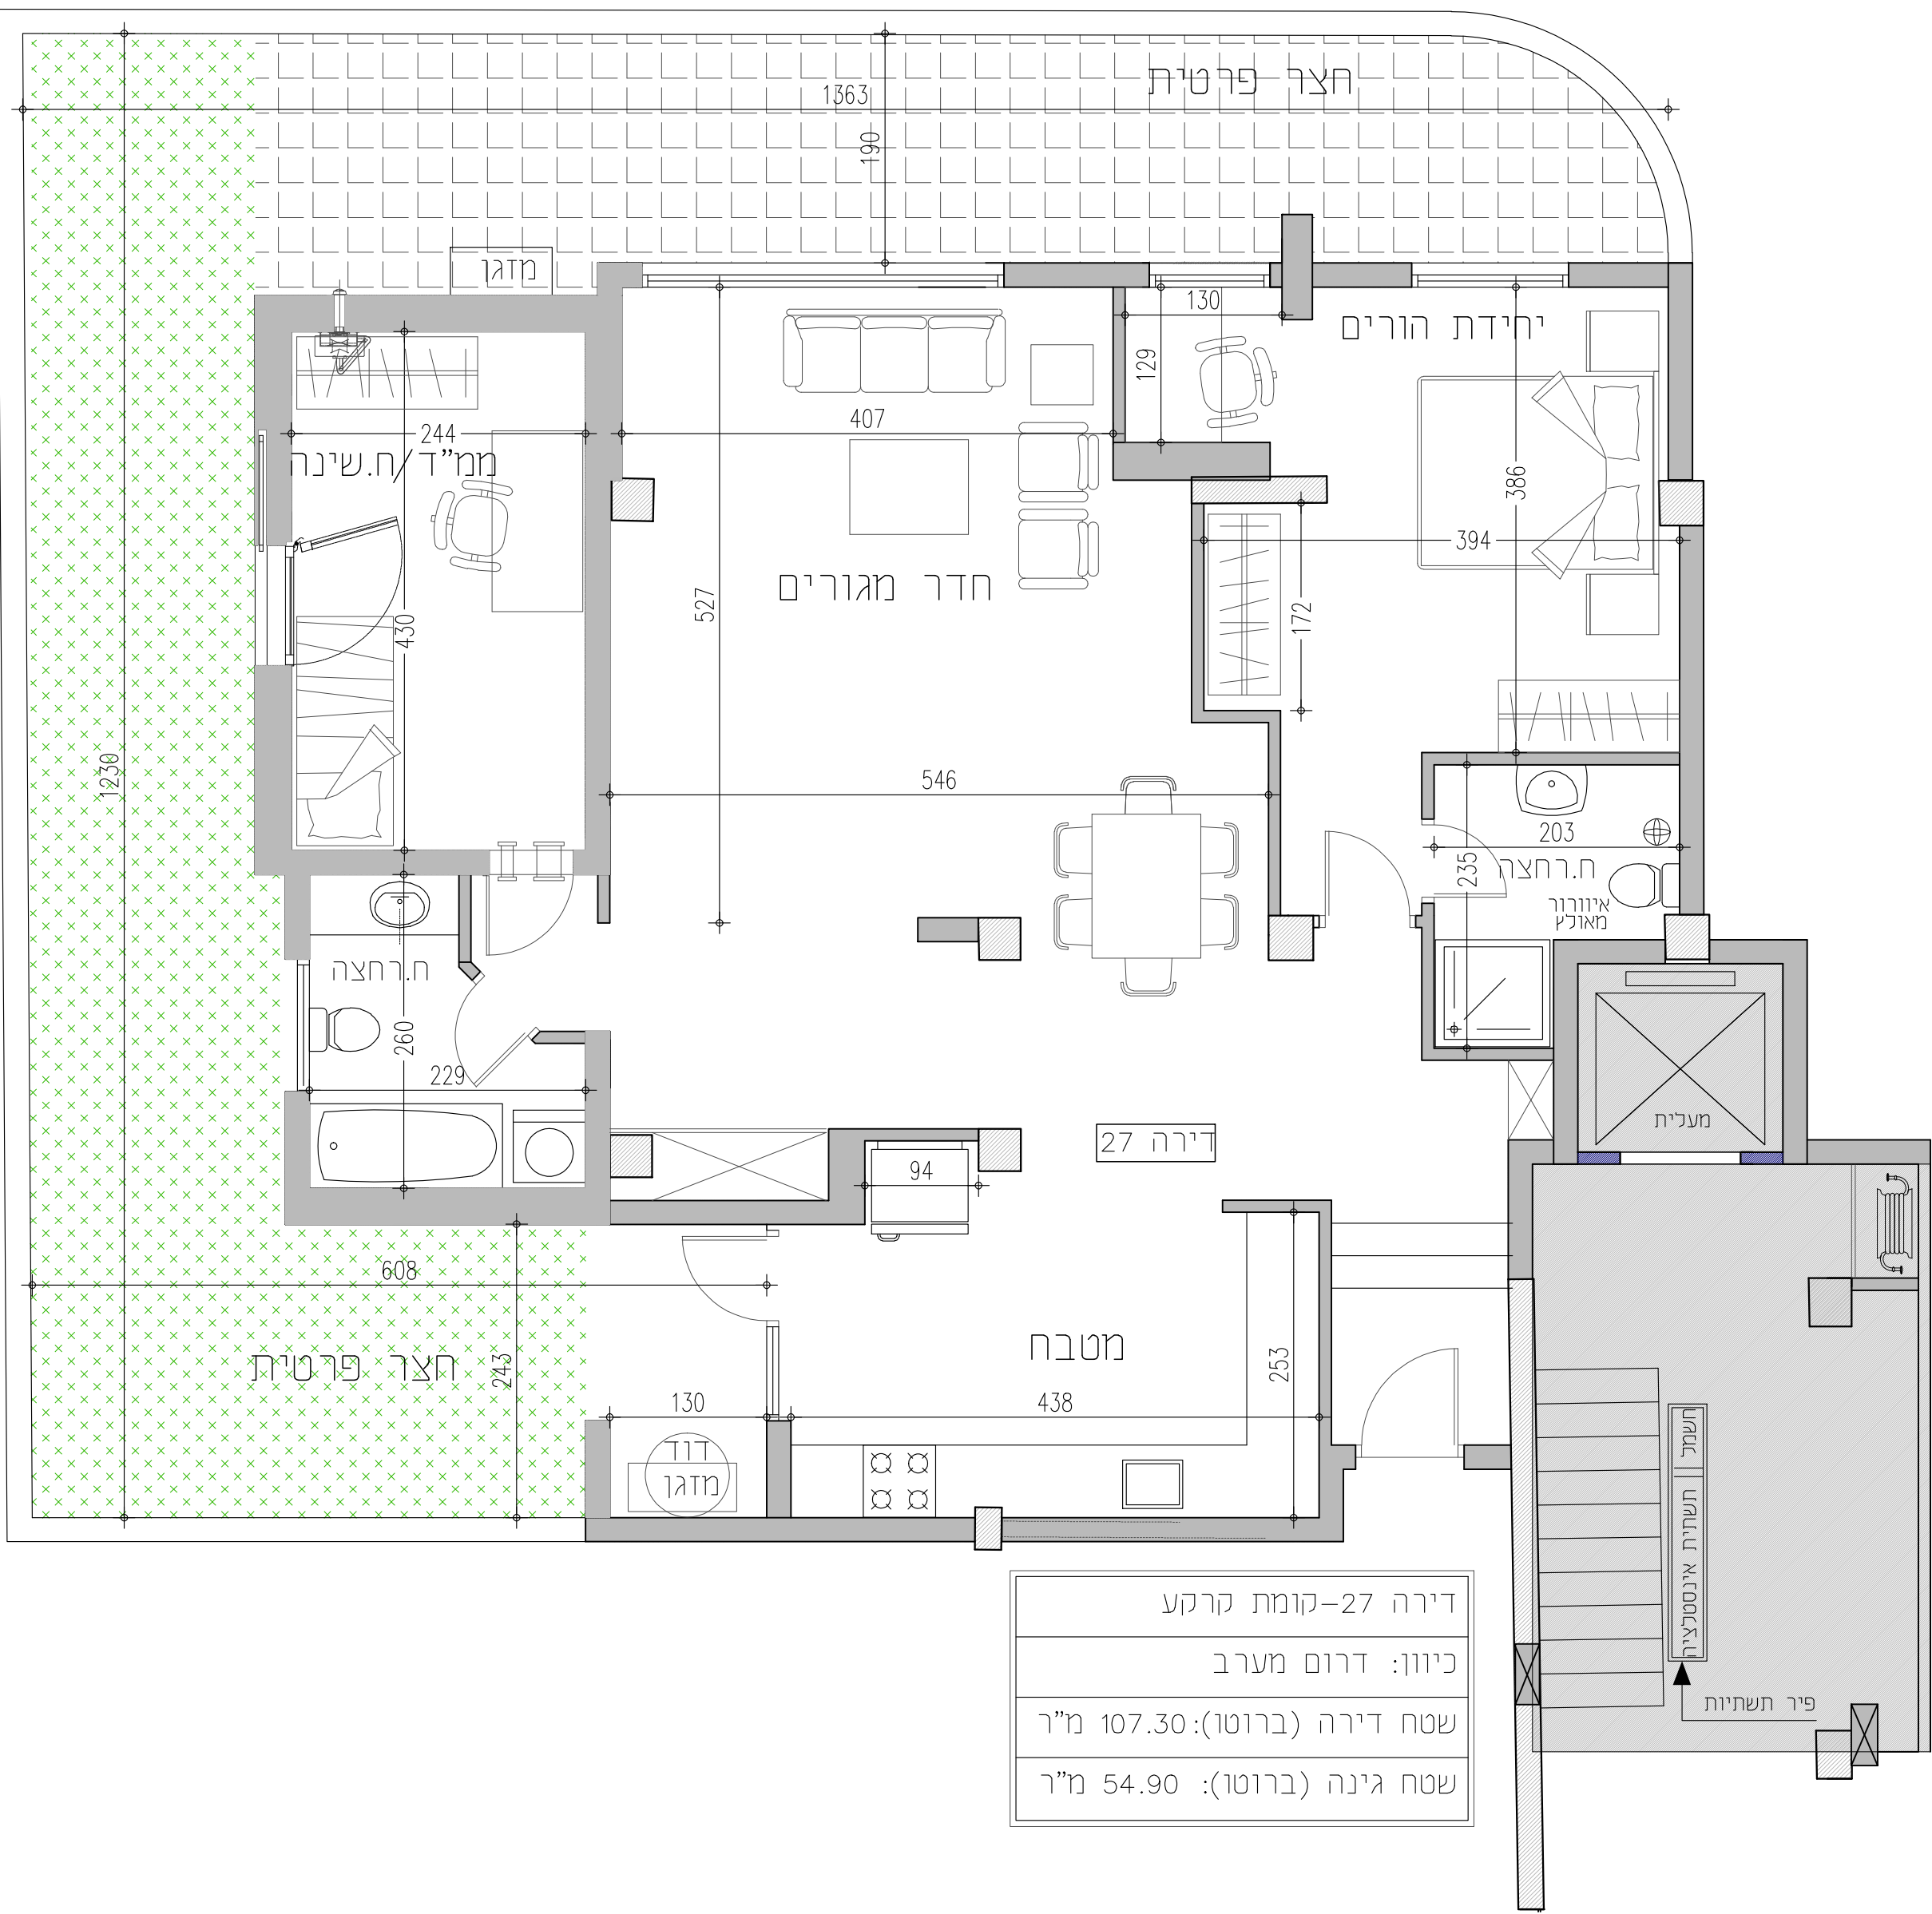 חצר פרטית
1363
190
מזגן
יחידת הורים
130
129
407
244
ממ"ד/ח.שינה
386
394
חדר מגורים
527
172
430
546
1230
203
235
ח.רחצה
איוורור
מאולץ
ח.רחצה
260
229
מעלית
דירה 27
94
608
מטבח
חצר פרטית
243
253
130
438
דוד
מזגן
חשמל
תשתית אינסטלציה
פיר תשתיות
דירה 27-קומת קרקע
כיוון: דרום מערב
שטח דירה (ברוטו): 107.30 מ"ר
שטח גינה (ברוטו): 54.90 מ"ר